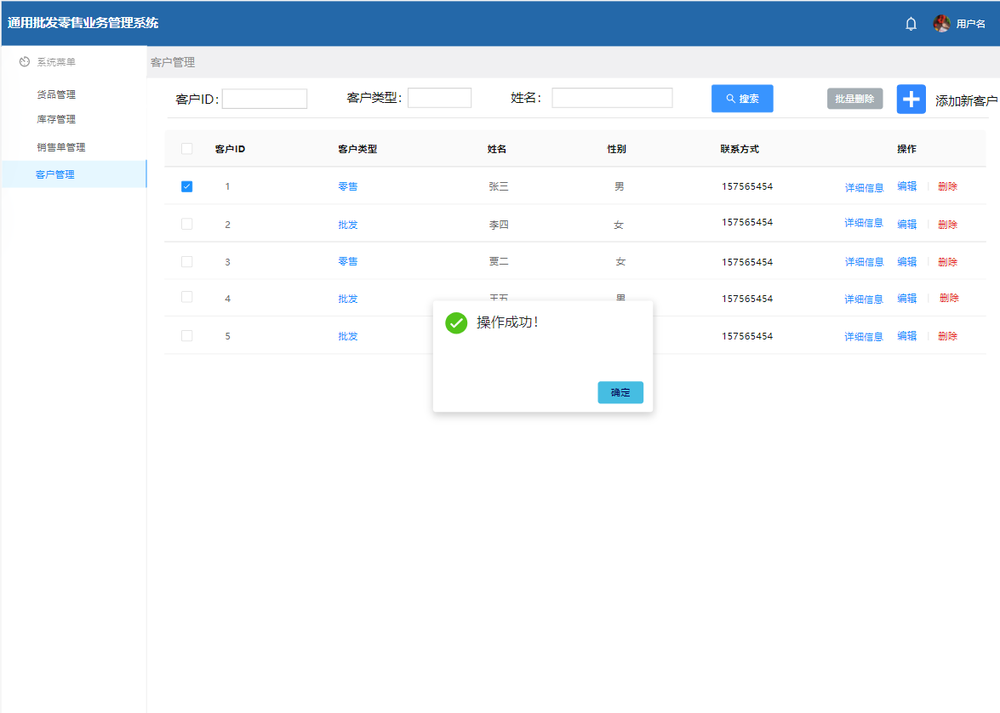 通用批发零售业务管理系统
用户名
系统菜单
客户管理
货品管理
库存管理
销售单管理
客户管理
客户ID: 客户类型: 姓名: 搜索 批量删除 添加新客户
客户ID 客户类型 姓名 性别 联系方式 操作
1 零售 张三 男 157565454 详细信息 编辑 删除
2 批发 李四 女 157565454 详细信息 编辑 删除
3 零售 贾二 女 157565454 详细信息 编辑 删除
4 批发 王五 男 157565454 详细信息 编辑 删除
5 批发 157565454 详细信息 编辑 删除
操作成功!
确定